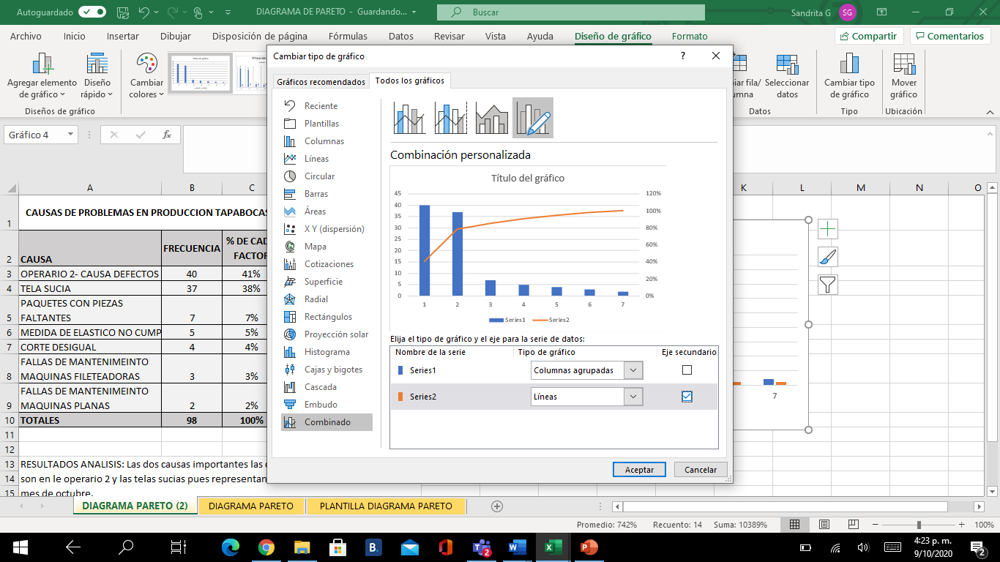 Autoguardado
DIAGRAMA DE PARETO - Guardando...
Buscar
Sandrita G
SG
Archivo Inicio Insertar Dibujar Disposición de página Fórmulas Datos Revisar Vista Ayuda Diseño de gráfico Formato
Compartir
Comentarios
Agregar elemento de gráfico
Diseño rápido
Cambiar colores
Diseños de gráfico
Seleccionar datos
Datos
Cambiar tipo de gráfico
Tipo
Mover gráfico
Ubicación
Gráfico 4
fx
Cambiar tipo de gráfico
?
Gráficos recomendados
Todos los gráficos
Reciente
Plantillas
Columnas
Líneas
Circular
Barras
Áreas
X Y (dispersión)
Mapa
Cotizaciones
Superficie
Radial
Rectángulos
Proyección solar
Histograma
Cajas y bigotes
Cascada
Embudo
Combinado
Combinación personalizada
Título del gráfico
45 120%
40 100%
35
30 80%
25 60%
20
15 40%
10 20%
5
0 0%
1 2 3 4 5 6 7
Series1 Series2
Elija el tipo de gráfico y el eje para la serie de datos:
Nombre de la serie Tipo de gráfico Eje secundario
Series1 Columnas agrupadas
Series2 Líneas
Aceptar Cancelar
A B C K L M N O
1 CAUSAS DE PROBLEMAS EN PRODUCCION TAPABOCAS
2 CAUSA FRECUENCIA % DE CAD FACTOR
3 OPERARIO 2- CAUSA DEFECTOS 40 41%
4 TELA SUCIA 37 38%
PAQUETES CON PIEZAS
5 FALTANTES 7 7%
6 MEDIDA DE ELASTICO NO CUMP 5 5%
7 CORTE DESIGUAL 4 4%
FALLAS DE MANTENIMEINTO
8 MAQUINAS FILETEADORAS 3 3%
FALLAS DE MANTENIMEINTO
9 MAQUINAS PLANAS 2 2%
10 TOTALES 98 100%
11
12
13 RESULTADOS ANALISIS: Las dos causas importantes las
14 son en le operario 2 y las telas sucias pues representan
15 mes de octubre.
7
DIAGRAMA PARETO (2) DIAGRAMA PARETO PLANTILLA DIAGRAMA PARETO
Promedio: 742% Recuento: 14 Suma: 10389% 100%
4:23 p. m.
9/10/2020
2